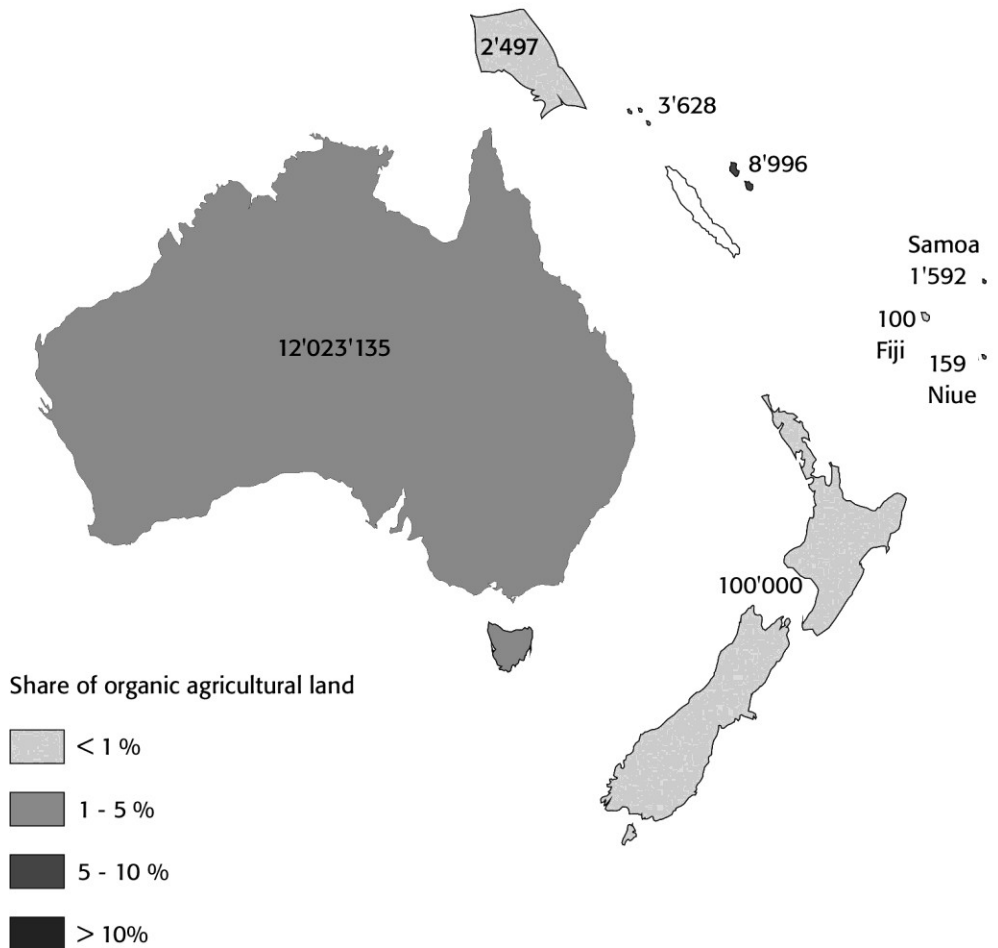 2'497
3'628
8'996
Samoa
1'592
100
Fiji
159
Niue
12'023'135
100'000
Share of organic agricultural land
< 1 %
1 - 5 %
5 - 10 %
> 10%